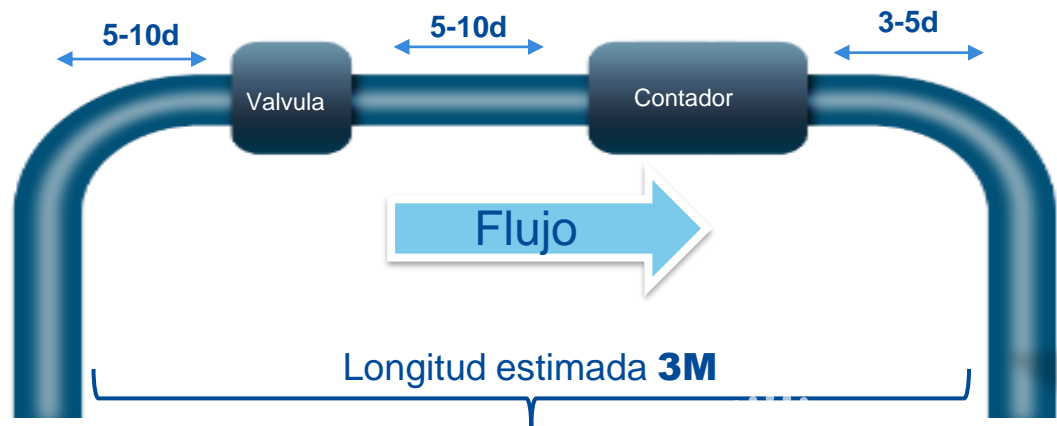 5-10d
5-10d
3-5d
Valvula
Contador
Flujo
Longitud estimada 3M